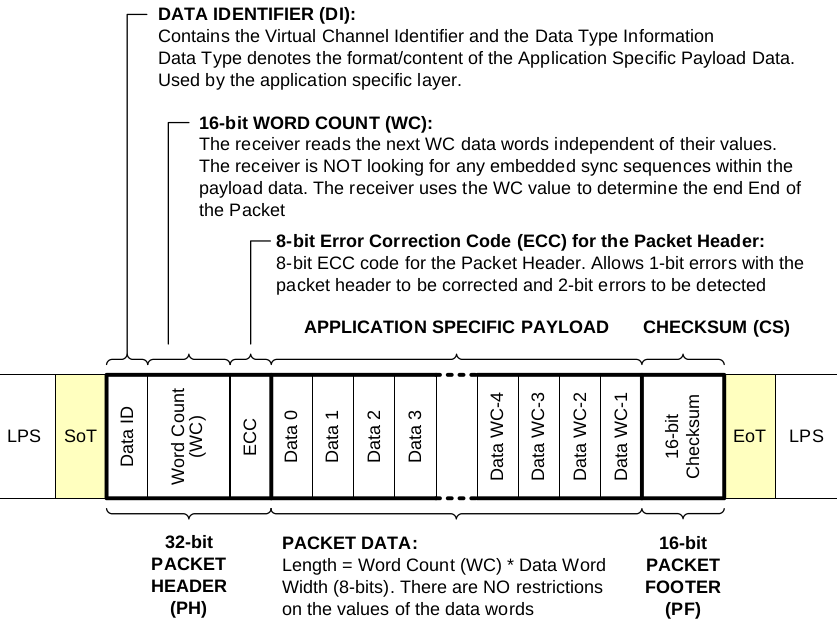 DATA IDENTIFIER (DI):
Contains the Virtual Channel Identifier and the Data Type Information
Data Type denotes the format/content of the Application Specific Payload Data.
Used by the application specific layer.
16-bit WORD COUNT (WC):
The receiver reads the next WC data words independent of their values.
The receiver is NOT looking for any embedded sync sequences within the
payload data. The receiver uses the WC value to determine the end End of
the Packet
8-bit Error Correction Code (ECC) for the Packet Header:
8-bit ECC code for the Packet Header. Allows 1-bit errors with the
packet header to be corrected and 2-bit errors to be detected
APPLICATION SPECIFIC PAYLOAD
CHECKSUM (CS)
LPS
SoT
Data ID
Word Count
(WC)
ECC
Data 0
Data 1
Data 2
Data 3
Data WC-4
Data WC-3
Data WC-2
Data WC-1
16-bit
Checksum
EoT
LPS
32-bit
PACKET
HEADER
(PH)
PACKET DATA:
Length = Word Count (WC) * Data Word
Width (8-bits). There are NO restrictions
on the values of the data words
16-bit
PACKET
FOOTER
(PF)